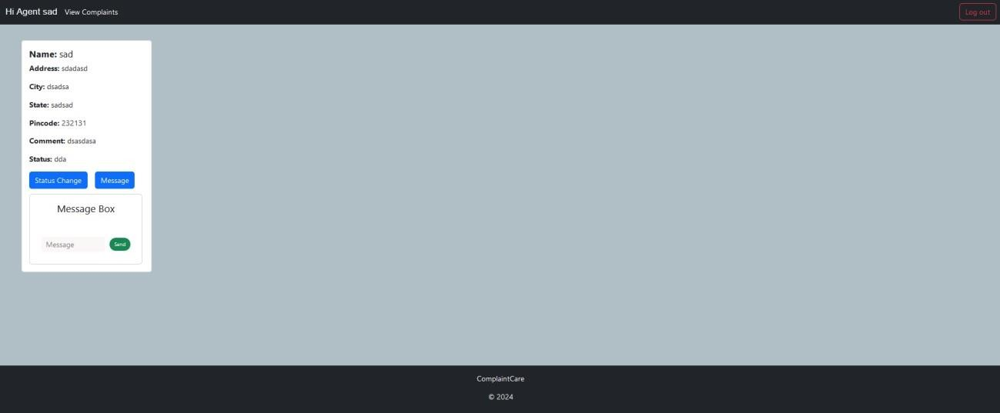 Hi Agent sad View Complaints Log out
Name: sad
Address: sdadasd
City: dsadsa
State: sadsad
Pincode: 232131
Comment: dsasdasa
Status: dda
Status Change Message
Message Box
Message Send
ComplaintCare
© 2024